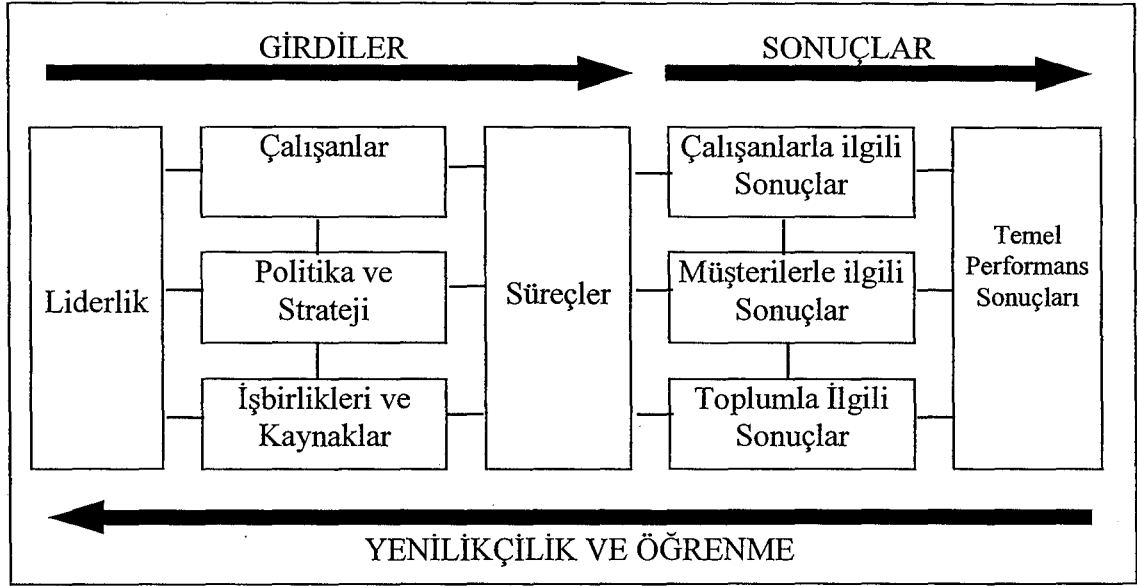 GİRDİLER
SONUÇLAR
Liderlik
Çalışanlar
Politika ve
Strateji
İşbirlikleri ve
Kaynaklar
Süreçler
Çalışanlarla ilgili
Sonuçlar
Müşterilerle ilgili
Sonuçlar
Toplumla İlgili
Sonuçlar
Temel
Performans
Sonuçları
YENİLİKÇİLİK VE ÖĞRENME